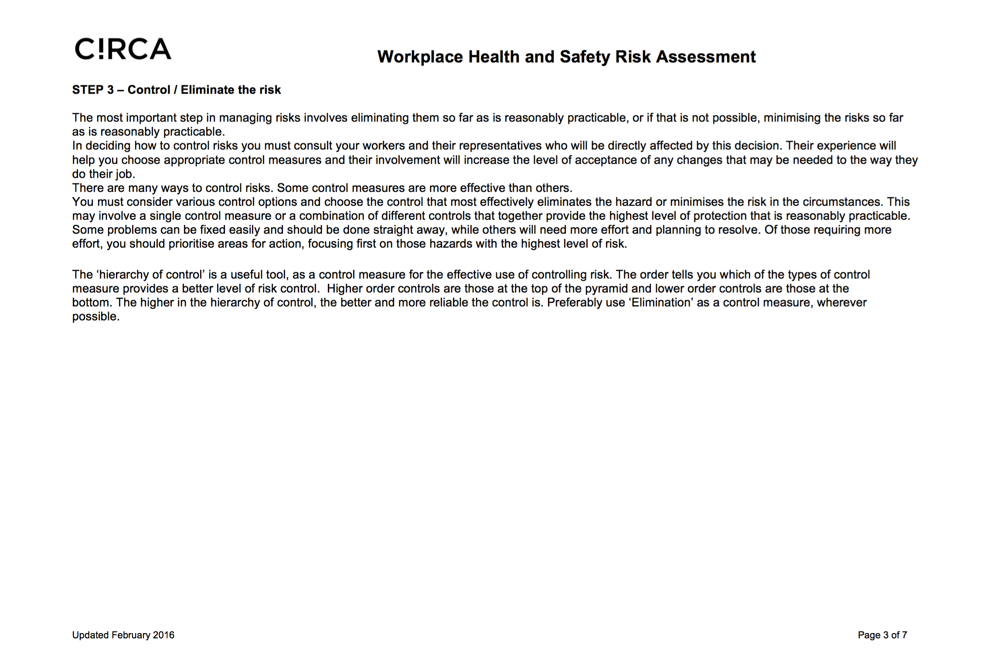 C!RCA
Workplace Health and Safety Risk Assessment
STEP 3 – Control / Eliminate the risk
The most important step in managing risks involves eliminating them so far as is reasonably practicable, or if that is not possible, minimising the risks so far
as is reasonably practicable.
In deciding how to control risks you must consult your workers and their representatives who will be directly affected by this decision. Their experience will
help you choose appropriate control measures and their involvement will increase the level of acceptance of any changes that may be needed to the way they
do their job.
There are many ways to control risks. Some control measures are more effective than others.
You must consider various control options and choose the control that most effectively eliminates the hazard or minimises the risk in the circumstances. This
may involve a single control measure or a combination of different controls that together provide the highest level of protection that is reasonably practicable.
Some problems can be fixed easily and should be done straight away, while others will need more effort and planning to resolve. Of those requiring more
effort, you should prioritise areas for action, focusing first on those hazards with the highest level of risk.
The ‘hierarchy of control’ is a useful tool, as a control measure for the effective use of controlling risk. The order tells you which of the types of control
measure provides a better level of risk control.  Higher order controls are those at the top of the pyramid and lower order controls are those at the
bottom. The higher in the hierarchy of control, the better and more reliable the control is. Preferably use ‘Elimination’ as a control measure, wherever
possible.
Updated February 2016
Page 3 of 7